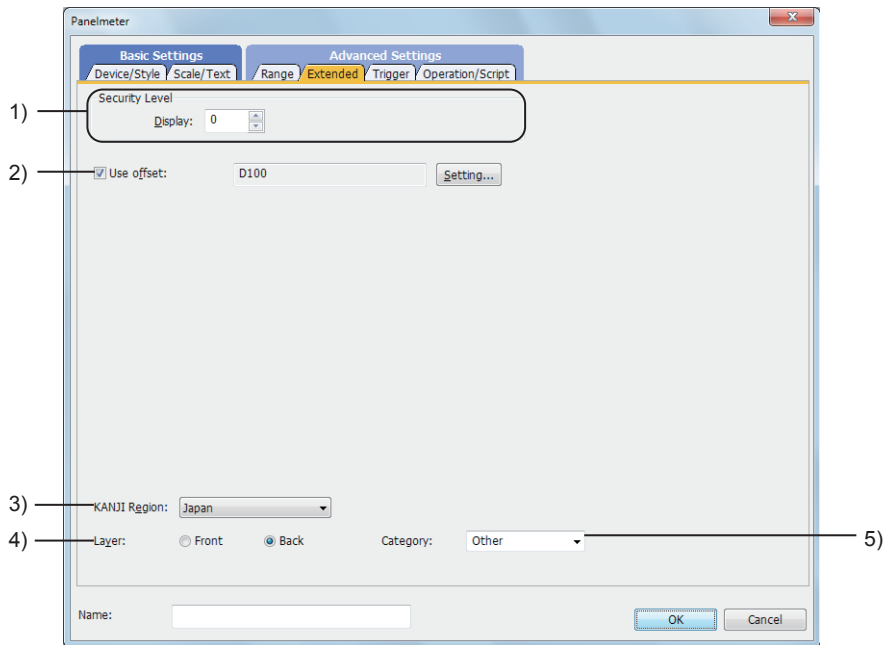 Panelmeter
Basic Settings
Advanced Settings
Device/Style
Scale/Text
Range
Extended
Trigger
Operation/Script
1)
Security Level
Display: 0
2)
Use offset: D100 Setting...
3)
KANJI Region: Japan
4)
Layer: Front Back Category: Other
5)
Name:
OK
Cancel